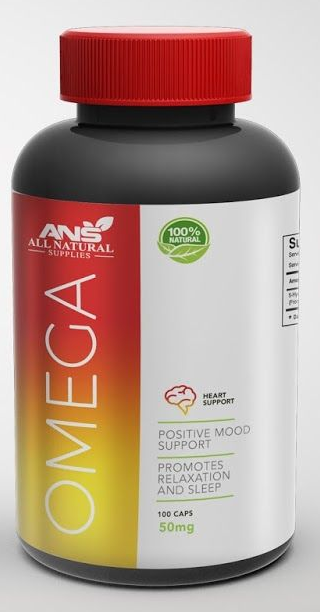 ANS
ALL NATURAL
SUPPLIES
OMEGA
100%
NATURAL
HEART
SUPPORT
POSITIVE MOOD
SUPPORT
PROMOTES
RELAXATION
AND SLEEP
100 CAPS
50mg
Su